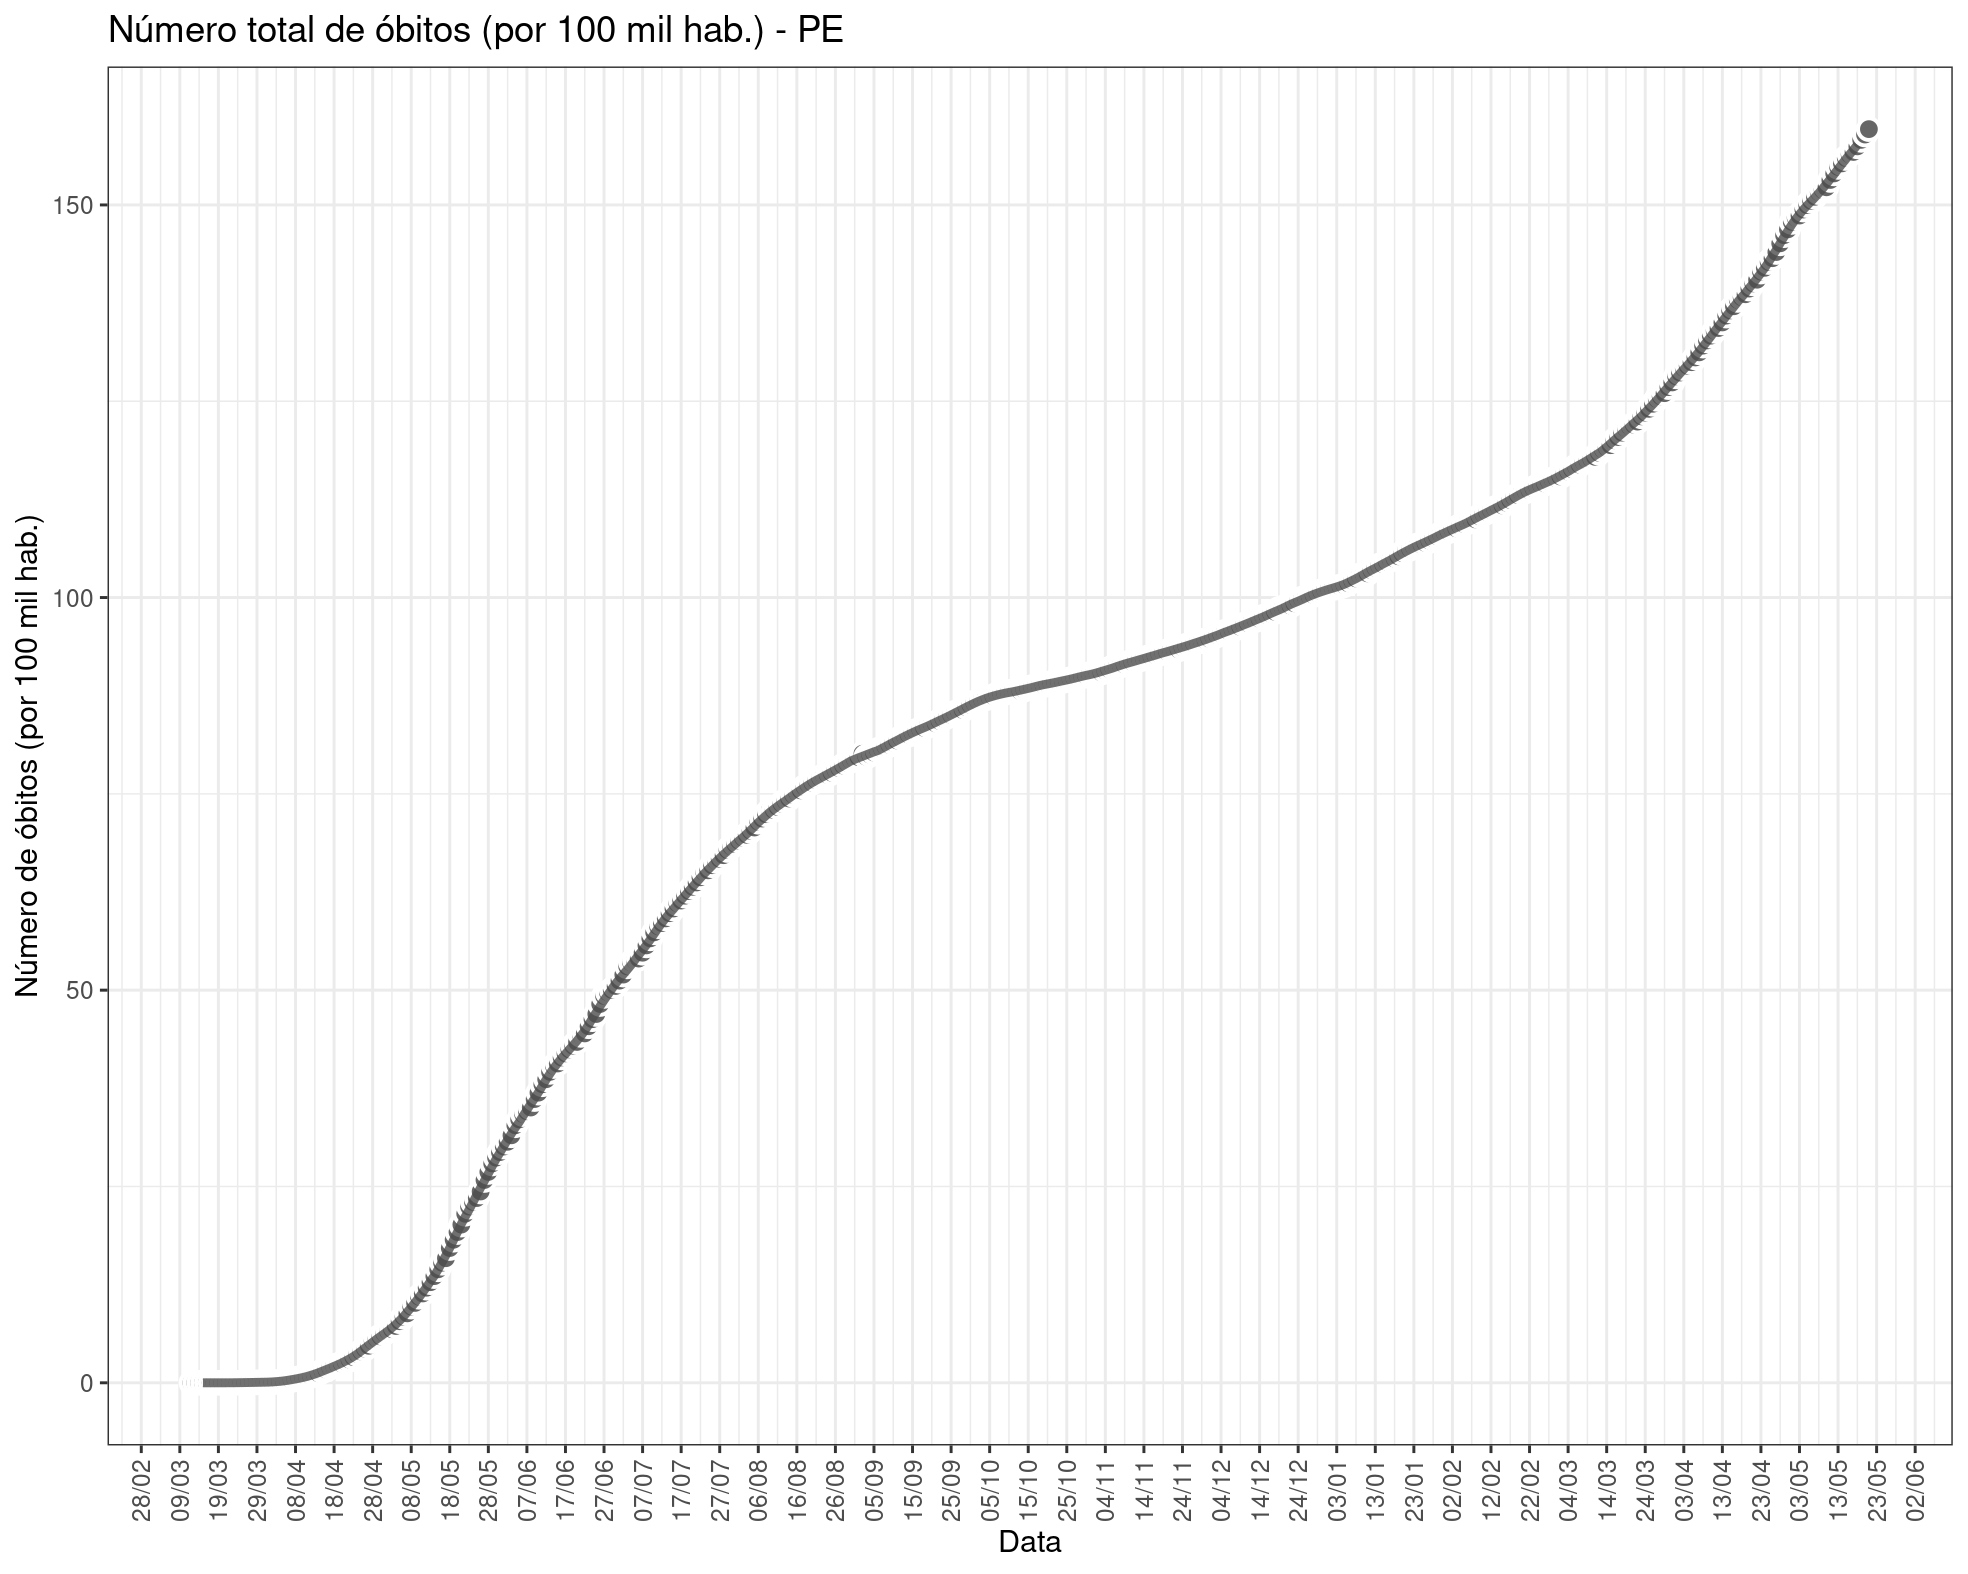 Número total de óbitos (por 100 mil hab.) - PE
Número de óbitos (por 100 mil hab.)
150
100
50
0
28/02 09/03 19/03 29/03 08/04 18/04 28/04 08/05 18/05 28/05 07/06 17/06 27/06 07/07 17/07 27/07 06/08 16/08 26/08 05/09 15/09 25/09 05/10 15/10 25/10 04/11 14/11 24/11 04/12 14/12 24/12 03/01 13/01 23/01 02/02 12/02 22/02 04/03 14/03 24/03 03/04 13/04 23/04 03/05 13/05 23/05 02/06
Data